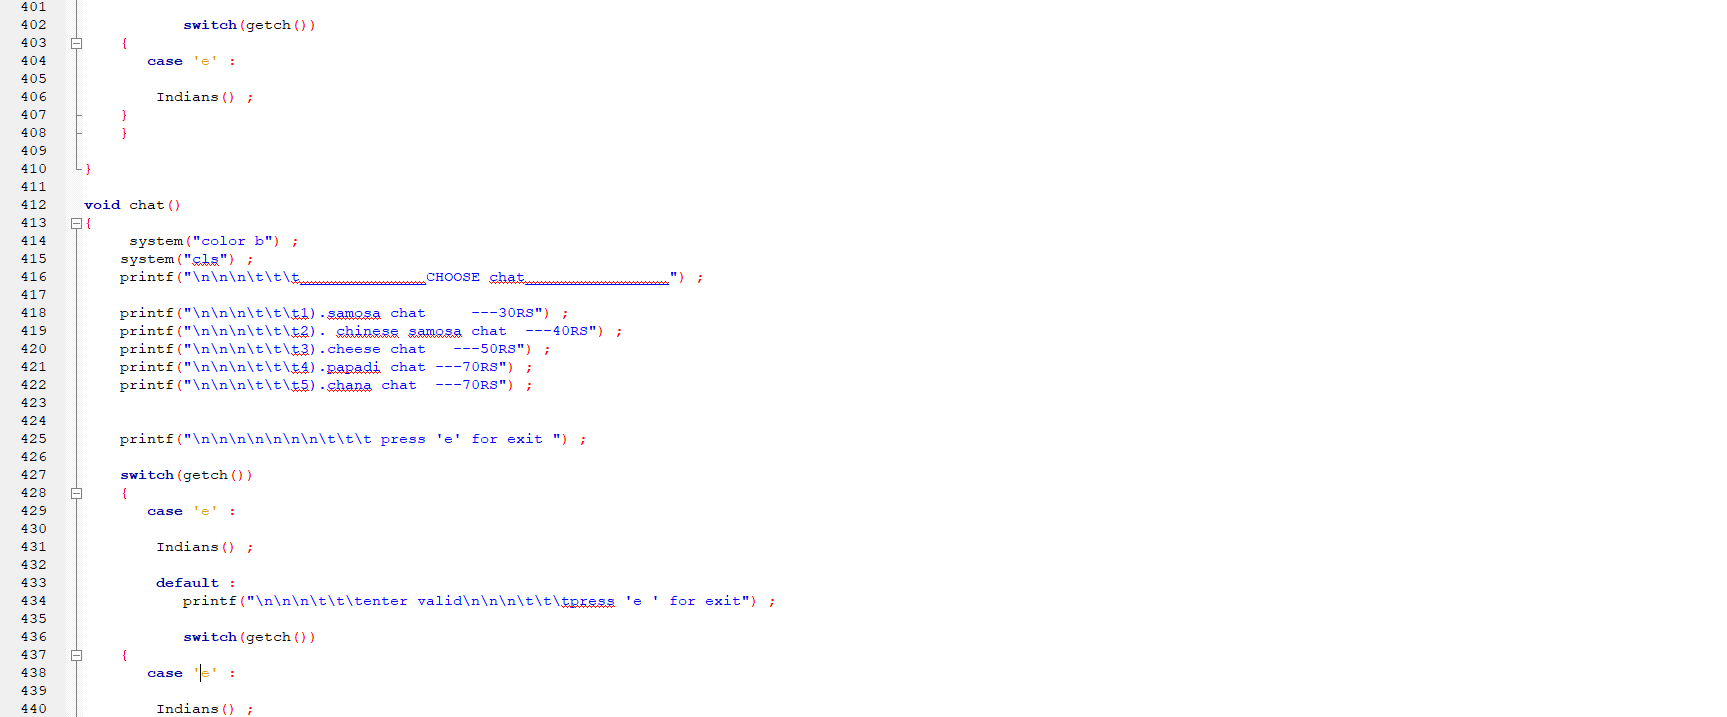 401
402 switch(getch())
403 {
404 case 'e' :
405
406 Indians() ;
407 }
408 }
409
410 }
411
412 void chat()
413 {
414 system("color b") ;
415 system("cls") ;
416 printf("\n\n\n\t\t\t______________CHOOSE chat________________") ;
417
418 printf("\n\n\n\t\t\t1).samosa chat     ---30RS") ;
419 printf("\n\n\n\t\t\t2). chinese samosa chat  ---40RS") ;
420 printf("\n\n\n\t\t\t3).cheese chat   ---50RS") ;
421 printf("\n\n\n\t\t\t4).papadi chat ---70RS") ;
422 printf("\n\n\n\t\t\t5).chana chat  ---70RS") ;
423
424
425 printf("\n\n\n\n\n\n\n\t\t\t press 'e' for exit ") ;
426
427 switch(getch())
428 {
429 case 'e' :
430
431 Indians() ;
432
433 default :
434 printf("\n\n\n\t\t\tenter valid\n\n\n\t\t\tpress 'e ' for exit") ;
435
436 switch(getch())
437 {
438 case 'e' :
439
440 Indians() ;